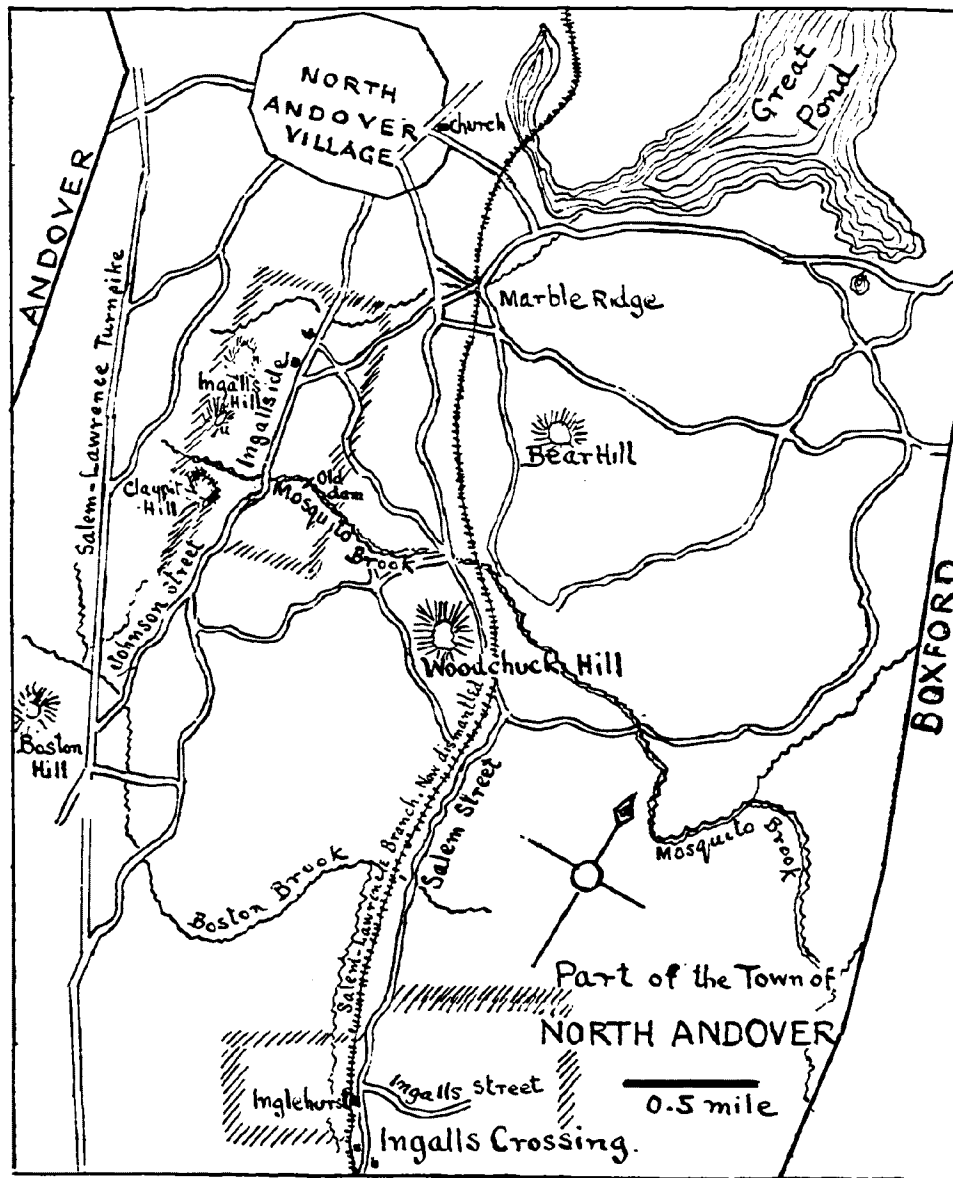 NORTH
ANDOVER
VILLAGE
Church
Great
Pond
ANDOVER
Salem-Lawrence Turnpike
Marble Ridge
Ingalls
Hill
Ingallside
Bear Hill
Claypit
Hill
Old
dam
Mosquito
Brook
Johnson Street
Woodchuck Hill
BOXFORD
Boston
Hill
Salem-Lawrence Branch, Now dismantled
Salem Street
Mosquito Brook
Boston Brook
Part of the Town of
NORTH ANDOVER
0.5 mile
Inglehurst
Ingalls Street
Ingalls Crossing.